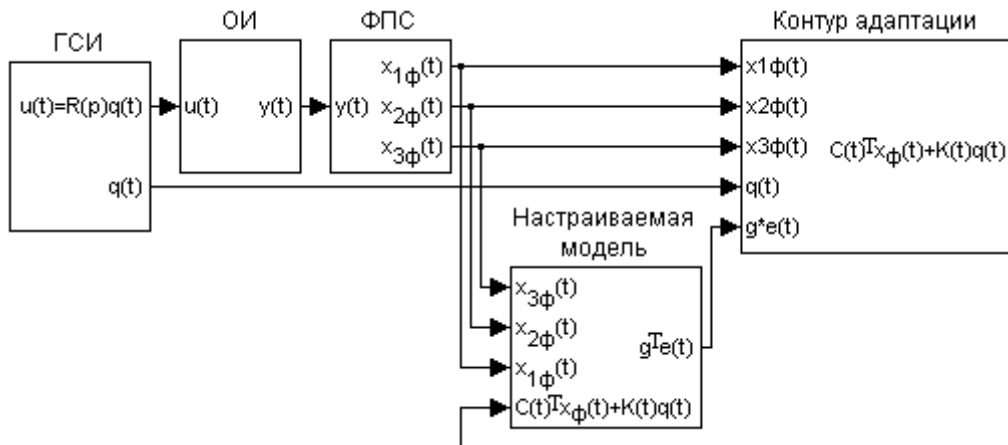 ГСИ
u(t)=R(p)q(t)
q(t)
ОИ
u(t)
y(t)
ФПС
y(t)
x1ф(t)
x2ф(t)
x3ф(t)
Контур адаптации
x1ф(t)
x2ф(t)
x3ф(t)
q(t)
g*e(t)
C(t)Txф(t)+K(t)q(t)
Настраиваемая
модель
x3ф(t)
x2ф(t)
x1ф(t)
C(t)Txф(t)+K(t)q(t)
gTe(t)